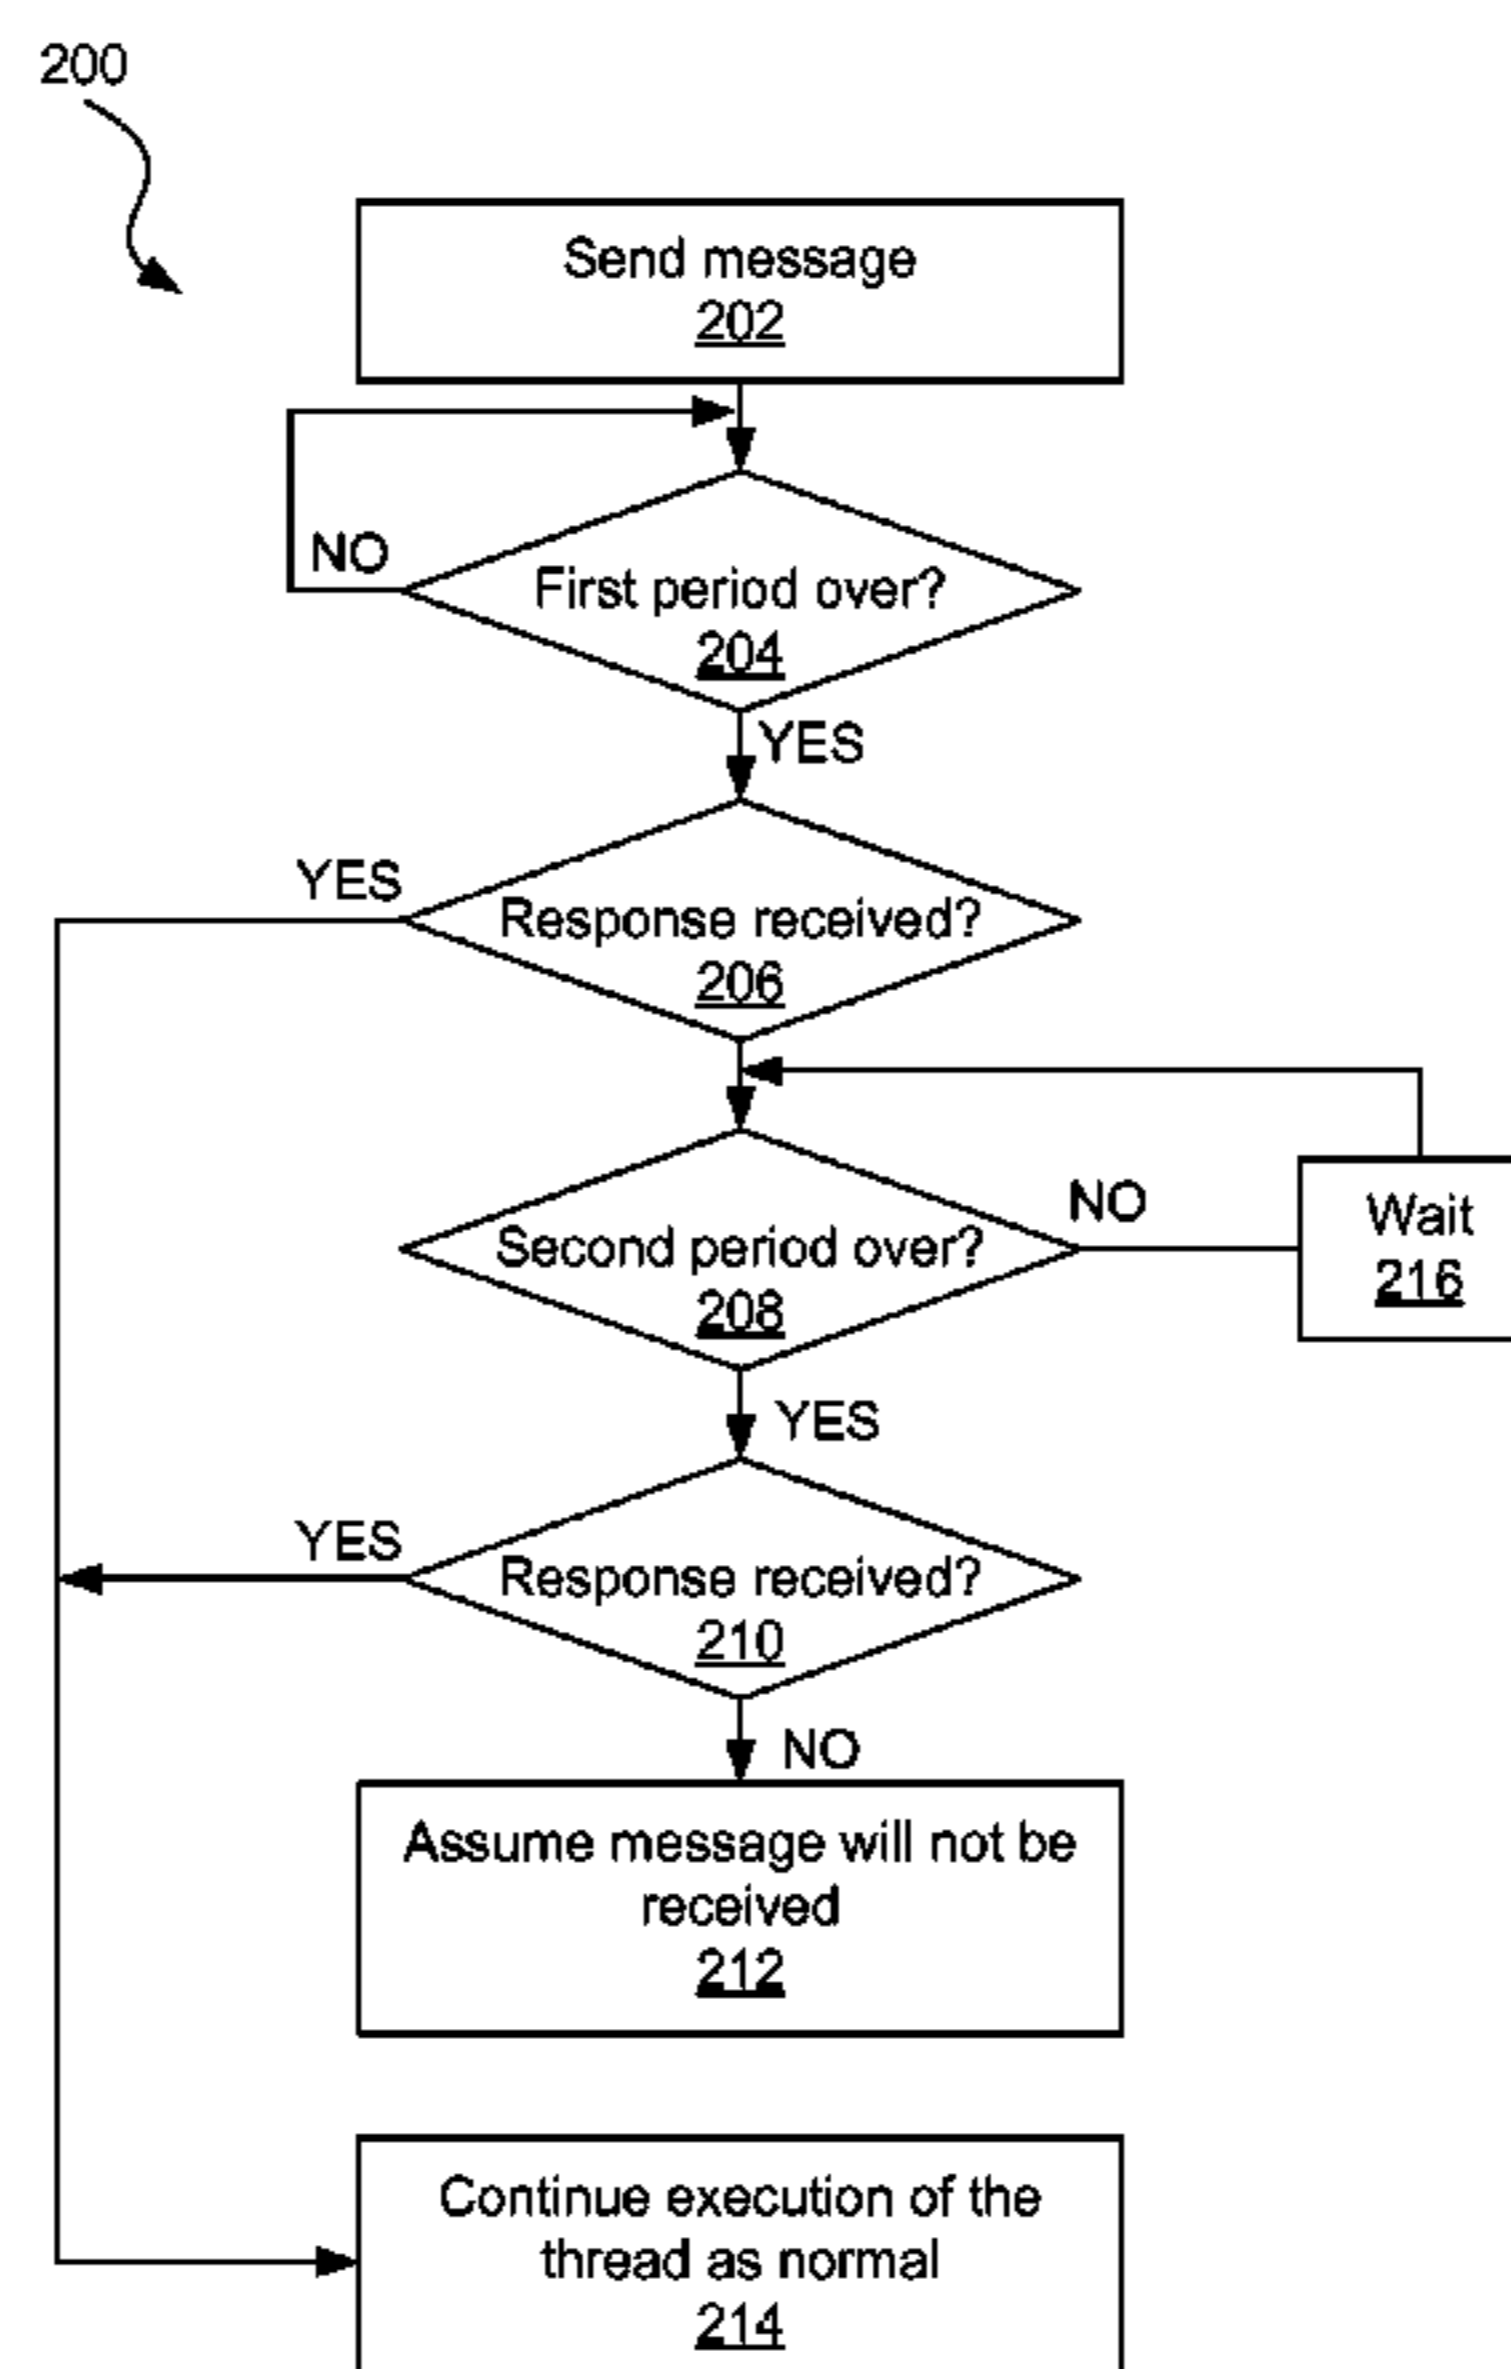 200
Send message
202
NO
First period over?
204
YES
YES
Response received?
206
NO
Second period over?
208
Wait
216
YES
YES
Response received?
210
NO
Assume message will not be
received
212
Continue execution of the
thread as normal
214